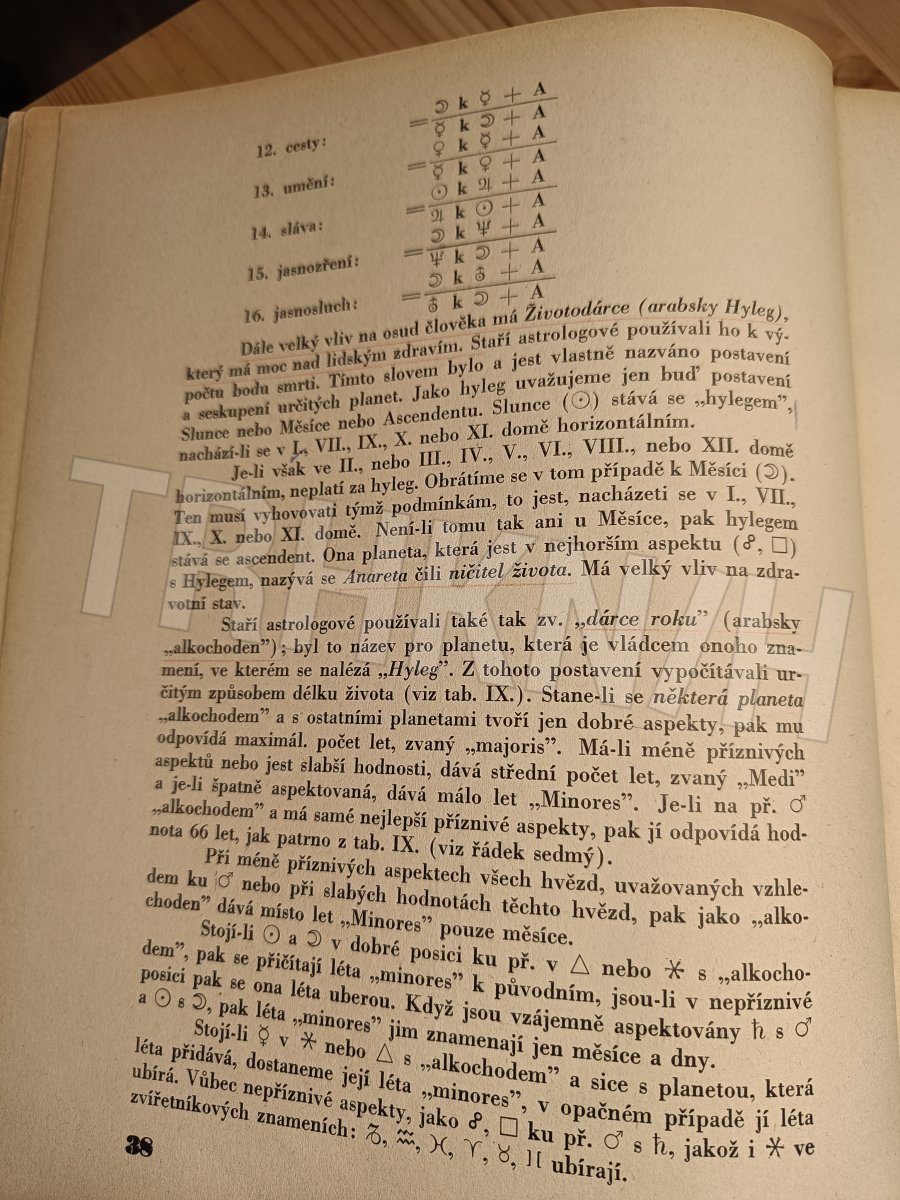 12. cesty: = ☽ k ☿ + A
☿ k ☽ + A
13. umění: = ♀ k ☿ + A
☿ k ♀ + A
14. sláva: = ☉ k ♃ + A
♃ k ☉ + A
15. jasnozření: = ☽ k ♆ + A
♆ k ☽ + A
16. jasnosluch: = ☽ k ⛢ + A
⛢ k ☽ + A
Dále velký vliv na osud člověka má Životodárce (arabsky Hyleg),
který má moc nad lidským zdravím. Staří astrologové používali ho k vý-
počtu bodu smrti. Tímto slovem bylo a jest vlastně nazváno postavení
a seskupení určitých planet. Jako hyleg uvažujeme jen buď postavení
Slunce nebo Měsíce nebo Ascendentu. Slunce (☉) stává se „hylegem”,
nachází-li se v I., VII., IX., X. nebo XI. domě horizontálním.
Je-li však ve II., nebo III., IV., V., VI., VIII., nebo XII. domě
horizontálním, neplatí za hyleg. Obrátíme se v tom případě k Měsíci (☽).
Ten musí vyhovovati týmž podmínkám, to jest, nacházeti se v I., VII.,
IX., X. nebo XI. domě. Není-li tomu tak ani u Měsíce, pak hylegem
stává se ascendent. Ona planeta, která jest v nejhorším aspektu (☍, □)
s Hylegem, nazývá se Anareta čili ničitel života. Má velký vliv na zdra-
votní stav.
Staří astrologové používali také tak zv. „dárce roku” (arabsky
„alkochoden”); byl to název pro planetu, která je vládcem onoho zna-
mení, ve kterém se nalézá „Hyleg”. Z tohoto postavení vypočítávali ur-
čitým způsobem délku života (viz tab. IX.). Stane-li se některá planeta
„alkochodem” a s ostatními planetami tvoří jen dobré aspekty, pak mu
odpovídá maximál. počet let, zvaný „majoris”. Má-li méně příznivých
aspektů nebo jest slabší hodnosti, dává střední počet let, zvaný „Medi”
a je-li špatně aspektovaná, dává málo let „Minores”. Je-li na př. ♂
„alkochodem” a má samé nejlepší příznivé aspekty, pak jí odpovídá hod-
nota 66 let, jak patrno z tab. IX. (viz řádek sedmý).
Při méně příznivých aspektech všech hvězd, uvažovaných vzhle-
dem ku ♂ nebo při slabých hodnotách těchto hvězd, pak jako „alko-
choden” dává místo let „Minores” pouze měsíce.
Stojí-li ☉ a ☽ v dobré posici ku př. v △ nebo ⚹ s „alkocho-
dem”, pak se přičítají léta „minores” k původním, jsou-li v nepříznivé
posici pak se ona léta uberou. Když jsou vzájemně aspektovány ♄ s ♂
a ☉ s ☽, pak léta „minores” jim znamenají jen měsíce a dny.
Stojí-li ☿ v ⚹ nebo △ s „alkochodem” a sice s planetou, která
léta přidává, dostaneme její léta „minores”, v opačném případě jí léta
ubírá. Vůbec nepříznivé aspekty, jako ☍, □ ku př. ♂ s ♄, jakož i ⚹ ve
zvířetníkových znameních: ♑, ♒, ♓, ♈, ♉, ♊ ubírají.
38